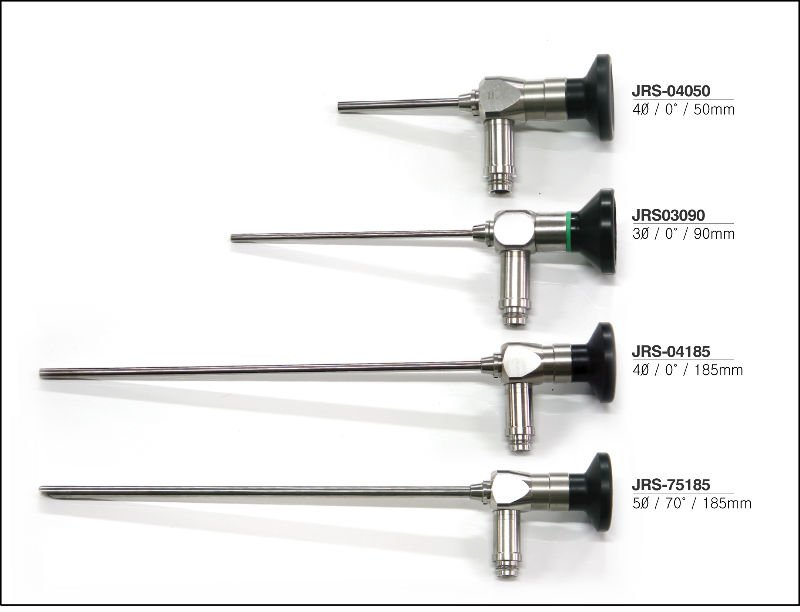 JRS-04050
4Ø / 0° / 50mm
JRS03090
3Ø / 0° / 90mm
JRS-04185
4Ø / 0° / 185mm
JRS-75185
5Ø / 70° / 185mm